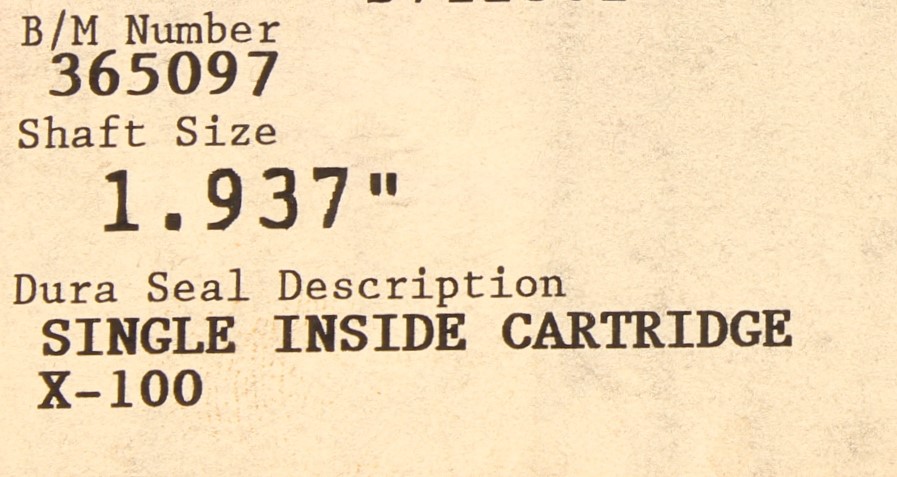 B/M Number
365097
Shaft Size
1.937"
Dura Seal Description
SINGLE INSIDE CARTRIDGE
X-100